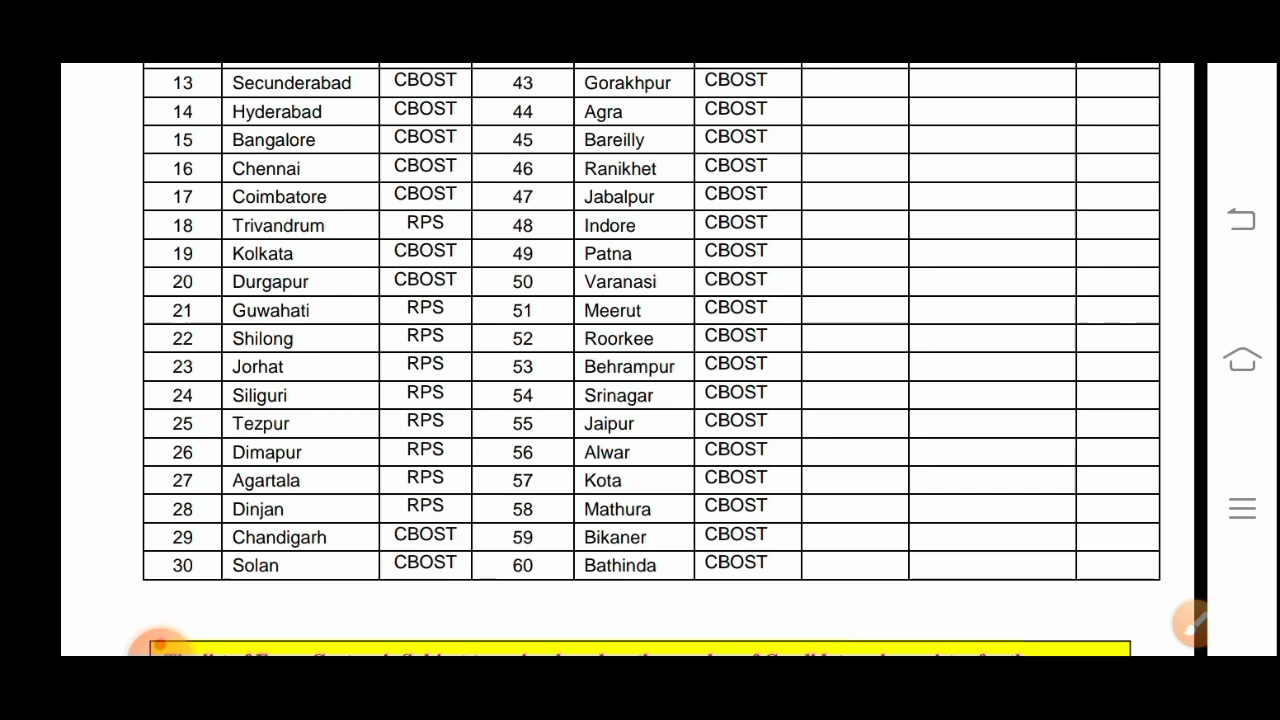 13 Secunderabad CBOST 43 Gorakhpur CBOST
14 Hyderabad CBOST 44 Agra CBOST
15 Bangalore CBOST 45 Bareilly CBOST
16 Chennai CBOST 46 Ranikhet CBOST
17 Coimbatore CBOST 47 Jabalpur CBOST
18 Trivandrum RPS 48 Indore CBOST
19 Kolkata CBOST 49 Patna CBOST
20 Durgapur CBOST 50 Varanasi CBOST
21 Guwahati RPS 51 Meerut CBOST
22 Shilong RPS 52 Roorkee CBOST
23 Jorhat RPS 53 Behrampur CBOST
24 Siliguri RPS 54 Srinagar CBOST
25 Tezpur RPS 55 Jaipur CBOST
26 Dimapur RPS 56 Alwar CBOST
27 Agartala RPS 57 Kota CBOST
28 Dinjan RPS 58 Mathura CBOST
29 Chandigarh CBOST 59 Bikaner CBOST
30 Solan CBOST 60 Bathinda CBOST